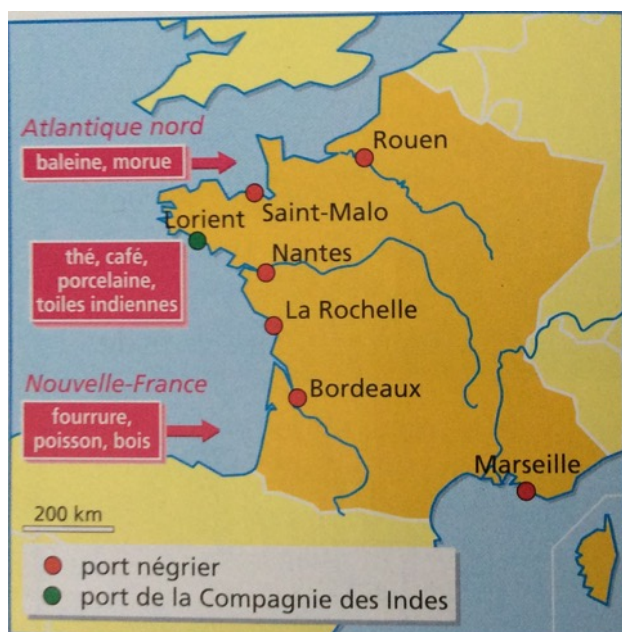 Atlantique nord
baleine, morue
Rouen
Lorient
Saint-Malo
thé, café,
porcelaine,
toiles indiennes
Nantes
La Rochelle
Nouvelle-France
fourrure,
poisson, bois
Bordeaux
Marseille
200 km
port négrier
port de la Compagnie des Indes